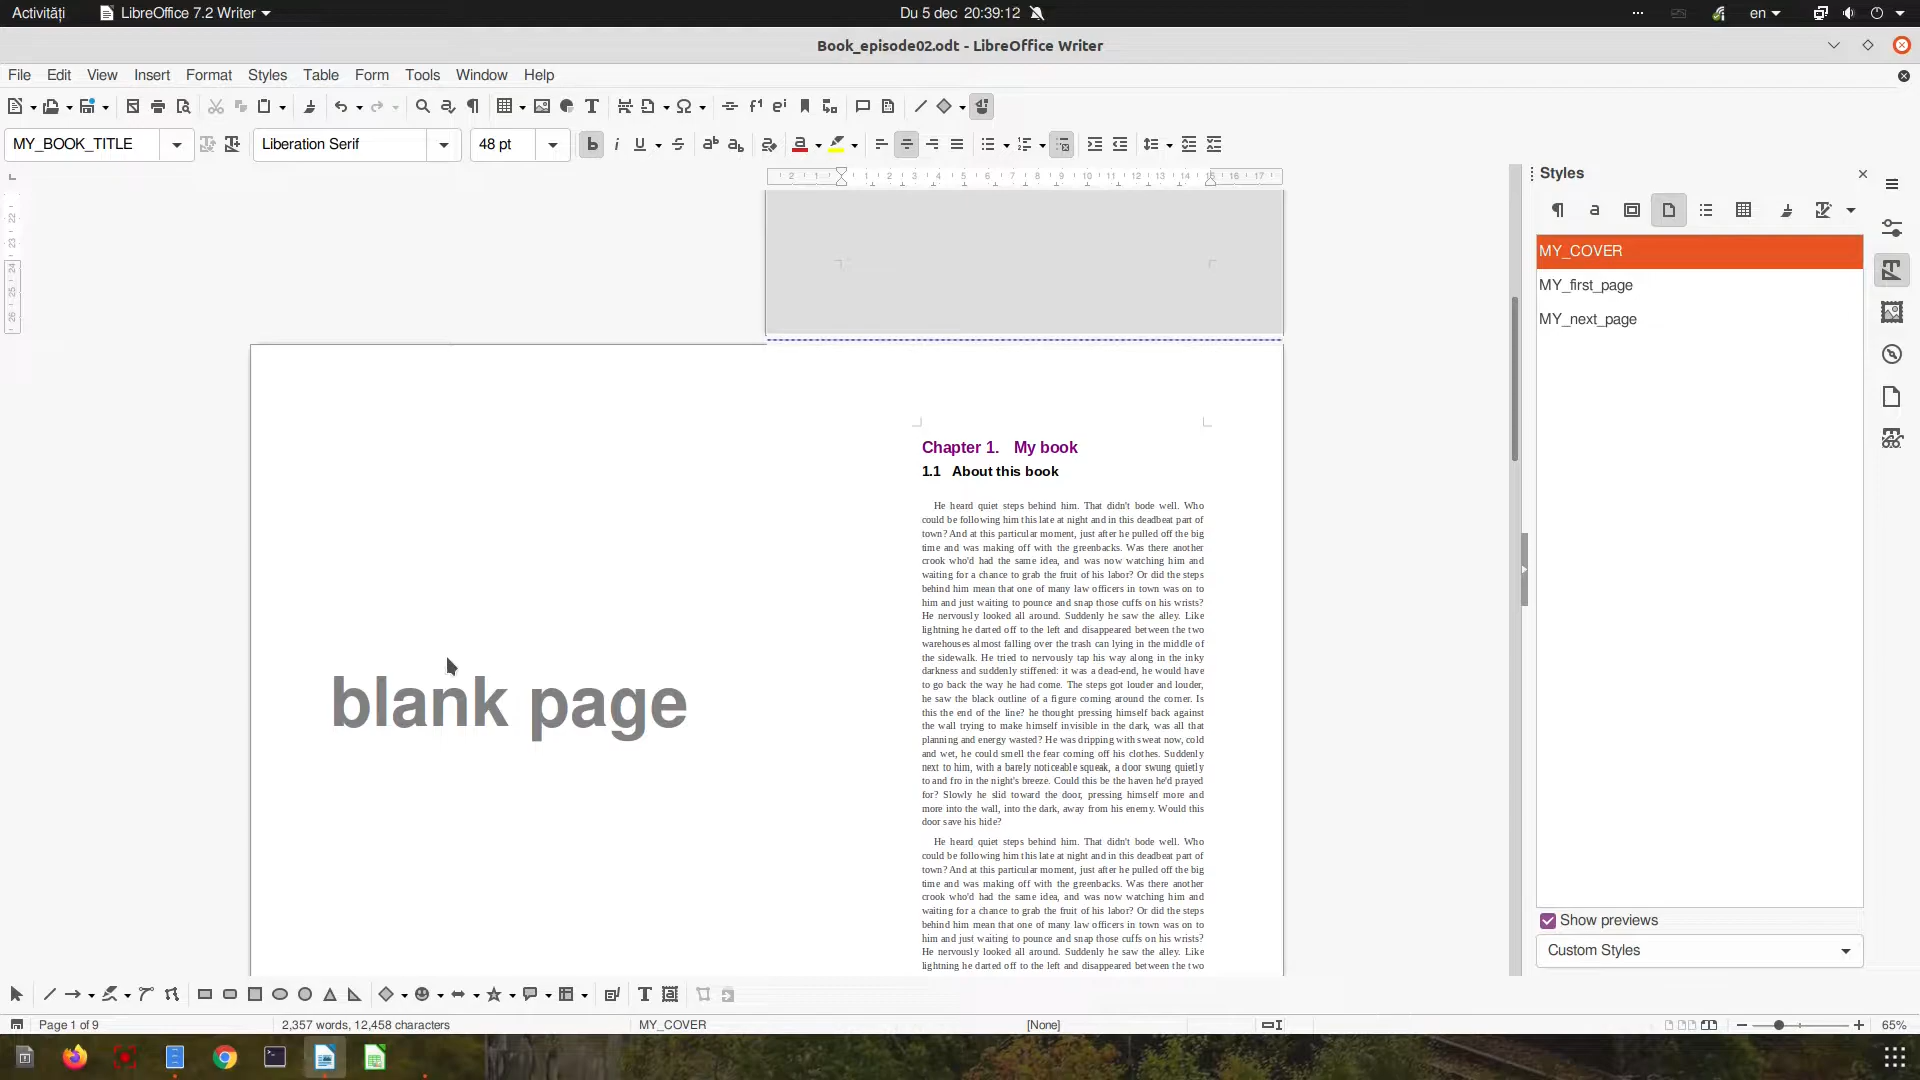 Activități
LibreOffice 7.2 Writer
Du 5 dec 20:39:12
en
Book_episode02.odt - LibreOffice Writer
File Edit View Insert Format Styles Table Form Tools Window Help
MY_BOOK_TITLE
Liberation Serif
48 pt
2 1 1 2 3 4 5 6 7 8 9 10 11 12 13 14 15 16 17
22
23
24
25
26
Chapter 1. My book
1.1 About this book
He heard quiet steps behind him. That didn't bode well. Who
could be following him this late at night and in this deadbeat part of
town? And at this particular moment, just after he pulled off the big
time and was making off with the greenbacks. Was there another
crook who'd had the same idea, and was now watching him and
waiting for a chance to grab the fruit of his labor? Or did the steps
behind him mean that one of many law officers in town was on to
him and just waiting to pounce and snap those cuffs on his wrists?
He nervously looked all around. Suddenly he saw the alley. Like
lightning he darted off to the left and disappeared between the two
warehouses almost falling over the trash can lying in the middle of
the sidewalk. He tried to nervously tap his way along in the inky
darkness and suddenly stiffened: it was a dead-end, he would have
to go back the way he had come. The steps got louder and louder,
he saw the black outline of a figure coming around the corner. Is
this the end of the line? he thought pressing himself back against
the wall trying to make himself invisible in the dark, was all that
planning and energy wasted? He was dripping with sweat now, cold
and wet, he could smell the fear coming off his clothes. Suddenly
next to him, with a barely noticeable squeak, a door swung quietly
to and fro in the night's breeze. Could this be the haven he'd prayed
for? Slowly he slid toward the door, pressing himself more and
more into the wall, into the dark, away from his enemy. Would this
door save his hide?
He heard quiet steps behind him. That didn't bode well. Who
could be following him this late at night and in this deadbeat part of
town? And at this particular moment, just after he pulled off the big
time and was making off with the greenbacks. Was there another
crook who'd had the same idea, and was now watching him and
waiting for a chance to grab the fruit of his labor? Or did the steps
behind him mean that one of many law officers in town was on to
him and just waiting to pounce and snap those cuffs on his wrists?
He nervously looked all around. Suddenly he saw the alley. Like
lightning he darted off to the left and disappeared between the two
blank page
Styles
MY_COVER
MY_first_page
MY_next_page
Show previews
Custom Styles
Page 1 of 9
2,357 words, 12,458 characters
MY_COVER
[None]
65%